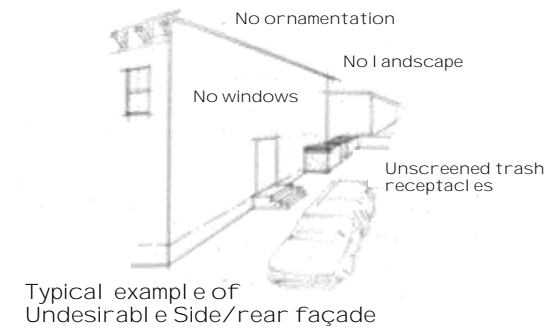 No ornamentation
No landscape
No windows
Unscreened trash
receptacles
Typical example of
Undesirable Side/rear façade